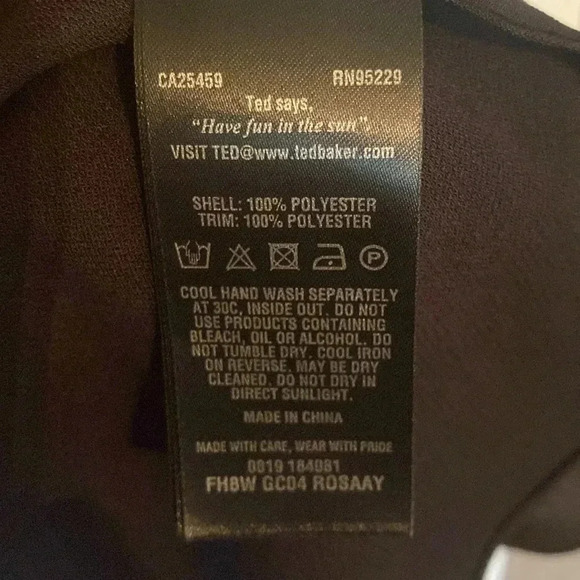 CA25459 RN95229
Ted says,
"Have fun in the sun".
VISIT TED@www.tedbaker.com
SHELL: 100% POLYESTER
TRIM: 100% POLYESTER
P
COOL HAND WASH SEPARATELY
AT 30C, INSIDE OUT. DO NOT
USE PRODUCTS CONTAINING
BLEACH, OIL OR ALCOHOL. DO
NOT TUMBLE DRY. COOL IRON
ON REVERSE. MAY BE DRY
CLEANED. DO NOT DRY IN
DIRECT SUNLIGHT.
MADE IN CHINA
MADE WITH CARE, WEAR WITH PRIDE
0819 184081
FH8W GC04 ROSAAY